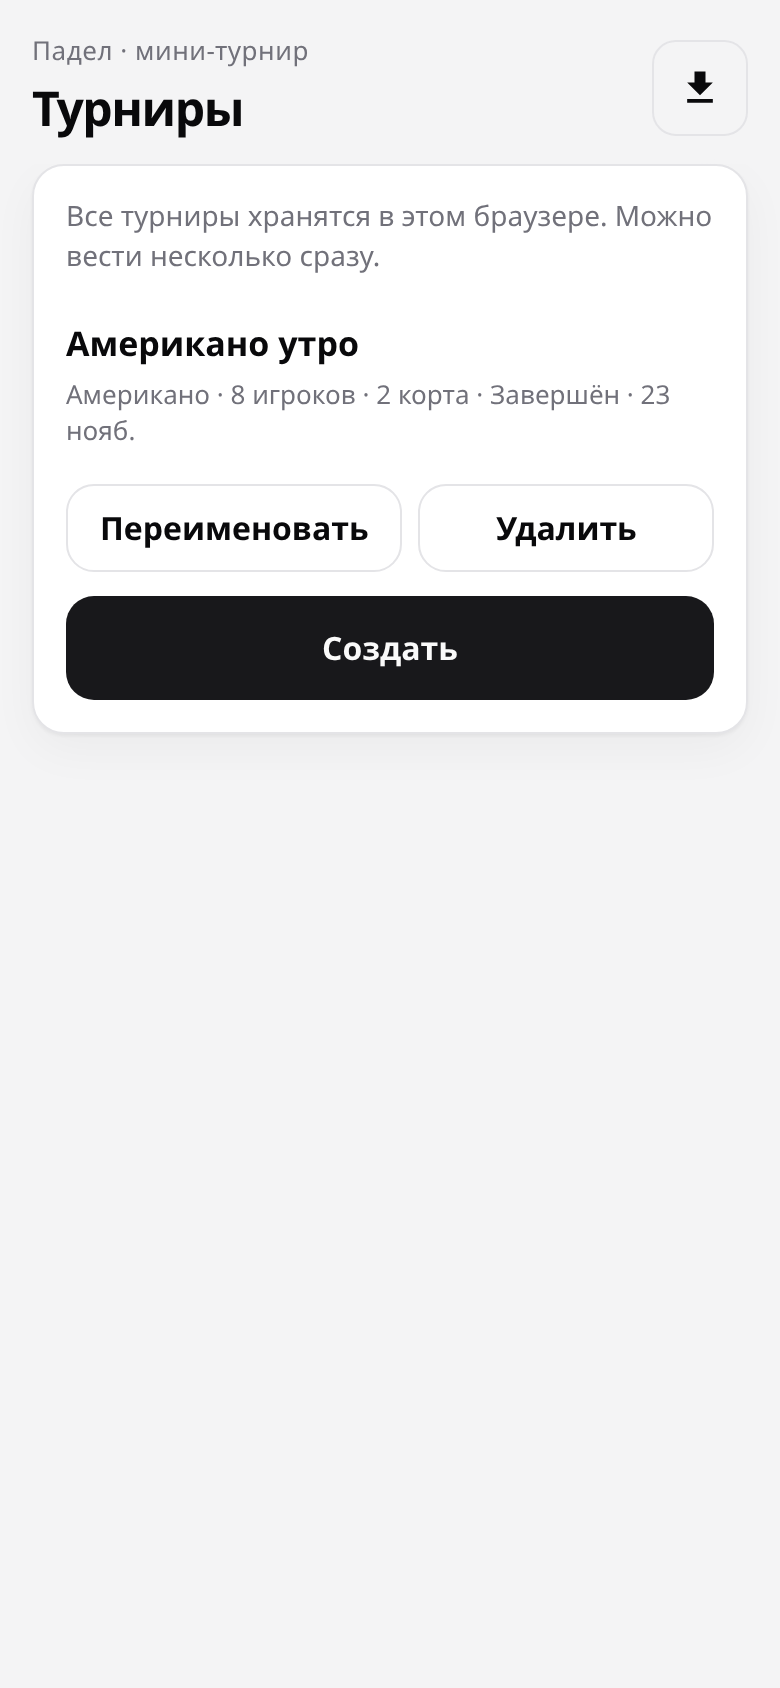 Падел · мини-турнир
Турниры
Все турниры хранятся в этом браузере. Можно
вести несколько сразу.
Американо утро
Американо · 8 игроков · 2 корта · Завершён · 23
нояб.
Переименовать
Удалить
Создать